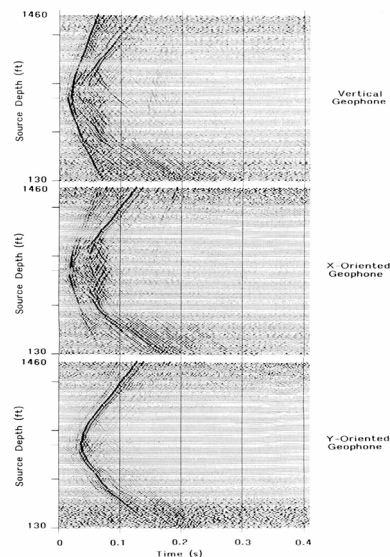 1460
Source Depth (ft)
130
Vertical
Geophone
1460
Source Depth (ft)
130
X-Oriented
Geophone
1460
Source Depth (ft)
130
Y-Oriented
Geophone
0 0.1 0.2 0.3 0.4
Time (s)